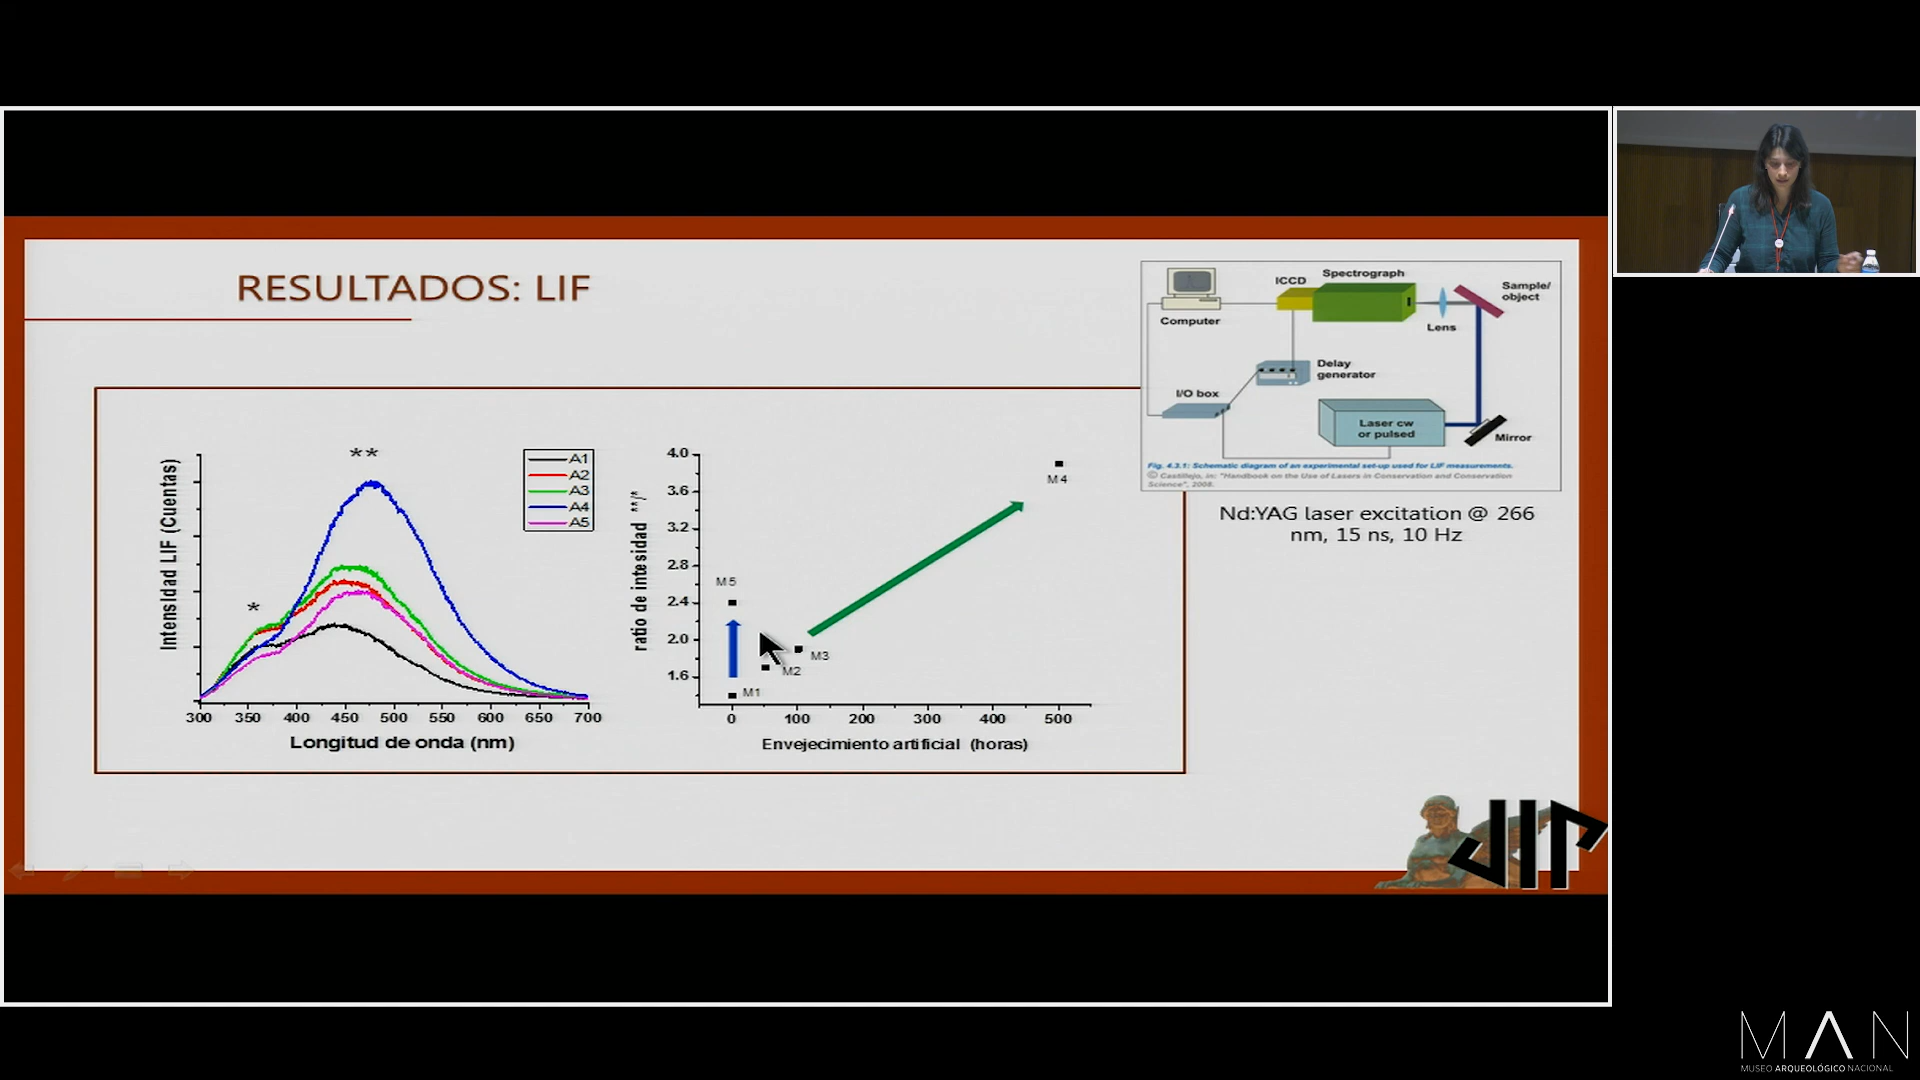 RESULTADOS: LIF
Computer
ICCD
Spectrograph
Sample/
object
Lens
Delay
generator
I/O box
Laser cw
or pulsed
Mirror
Fig. 4.3.1: Schematic diagram of an experimental set-up used for LIF measurements.
© Castillejo, in: "Handbook on the Use of Lasers in Conservation and Conservation
Science", 2008.
Nd:YAG laser excitation @ 266
nm, 15 ns, 10 Hz
Intensidad LIF (Cuentas)
*
**
A1
A2
A3
A4
A5
300 350 400 450 500 550 600 650 700
Longitud de onda (nm)
ratio de intesidad **/*
4.0
3.6
3.2
2.8
2.4
2.0
1.6
M4
M5
M3
M2
M1
0 100 200 300 400 500
Envejecimiento artificial (horas)
MAN
MUSEO ARQUEOLÓGICO NACIONAL